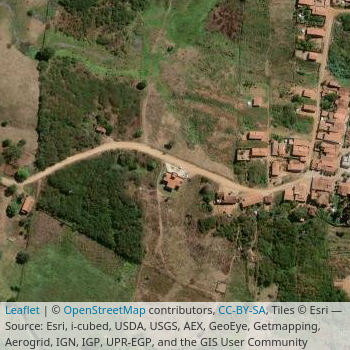 Leaflet | © OpenStreetMap contributors, CC-BY-SA, Tiles © Esri —
Source: Esri, i-cubed, USDA, USGS, AEX, GeoEye, Getmapping,
Aerogrid, IGN, IGP, UPR-EGP, and the GIS User Community